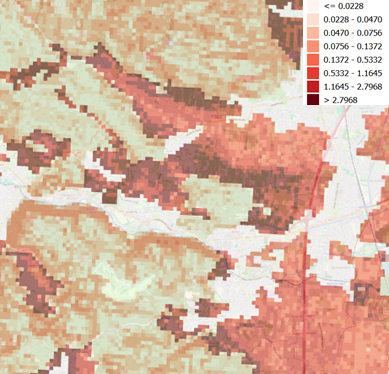 <= 0.0228
0.0228 - 0.0470
0.0470 - 0.0756
0.0756 - 0.1372
0.1372 - 0.5332
0.5332 - 1.1645
1.1645 - 2.7968
> 2.7968